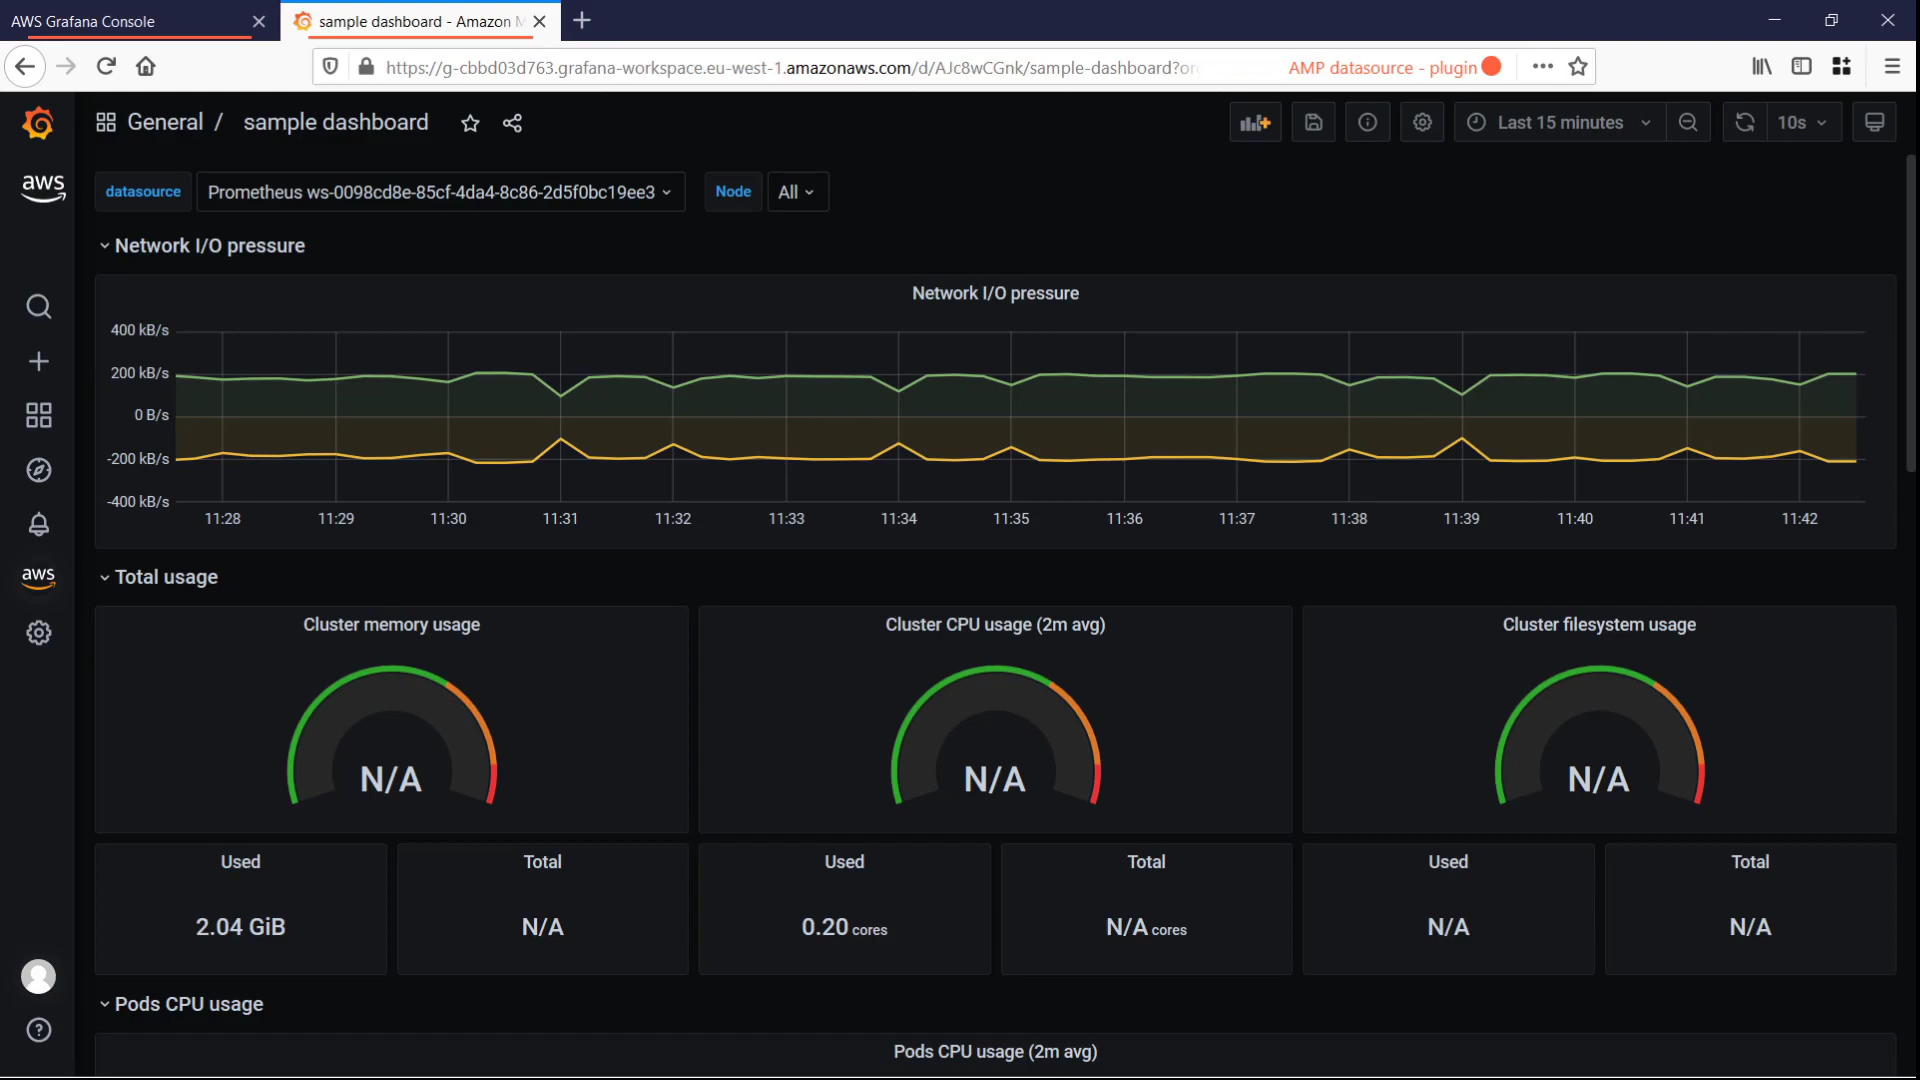 AWS Grafana Console
sample dashboard - Amazon M
https://g-cbbd03d763.grafana-workspace.eu-west-1.amazonaws.com/d/AJc8wCGnk/sample-dashboard?or
AMP datasource - plugin
General / sample dashboard
Last 15 minutes
10s
aws
datasource
Prometheus ws-0098cd8e-85cf-4da4-8c86-2d5f0bc19ee3
Node
All
Network I/O pressure
Network I/O pressure
400 kB/s
200 kB/s
0 B/s
-200 kB/s
-400 kB/s
11:28 11:29 11:30 11:31 11:32 11:33 11:34 11:35 11:36 11:37 11:38 11:39 11:40 11:41 11:42
aws
Total usage
Cluster memory usage
N/A
Cluster CPU usage (2m avg)
N/A
Cluster filesystem usage
N/A
Used
2.04 GiB
Total
N/A
Used
0.20 cores
Total
N/A cores
Used
N/A
Total
N/A
Pods CPU usage
Pods CPU usage (2m avg)